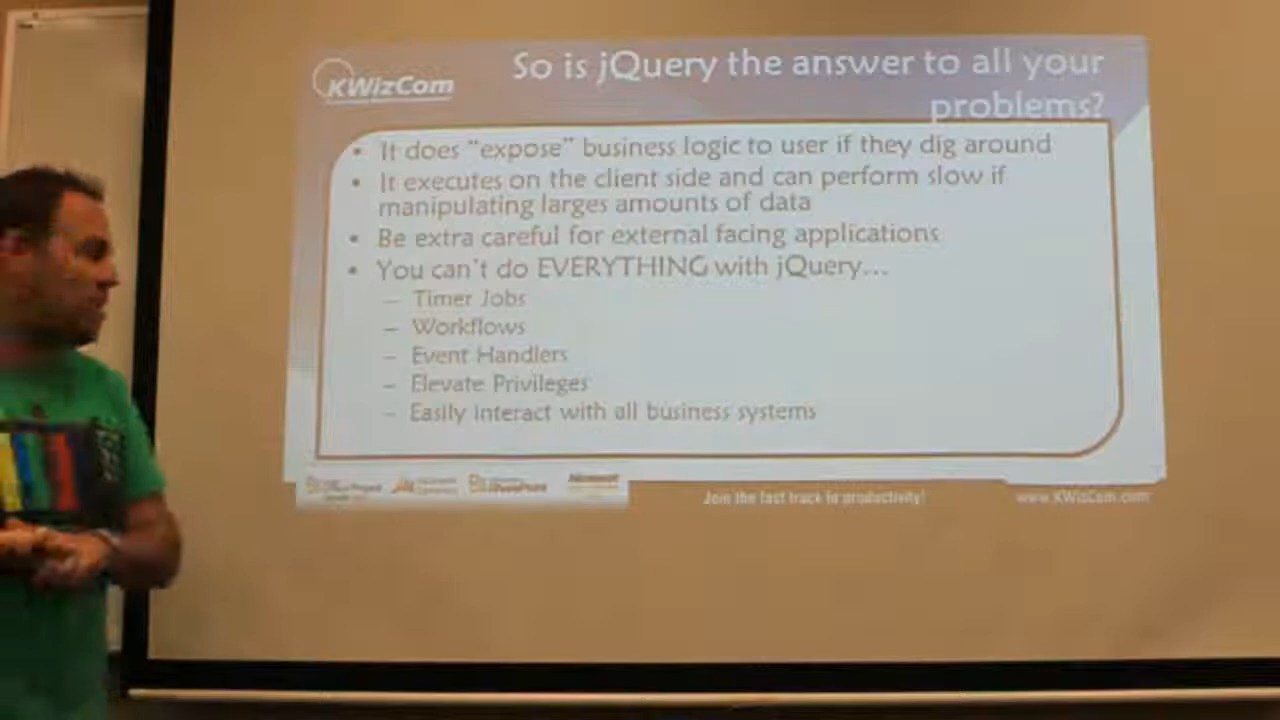 KWizCom
So is jQuery the answer to all your
problems?
• It does “expose” business logic to user if they dig around
• It executes on the client side and can perform slow if
manipulating larges amounts of data
• Be extra careful for external facing applications
• You can't do EVERYTHING with jQuery...
– Timer Jobs
– Workflows
– Event Handlers
– Elevate Privileges
– Easily Interact with all business systems
Microsoft
Join the fast track to productivity!
www.KWizCom.com